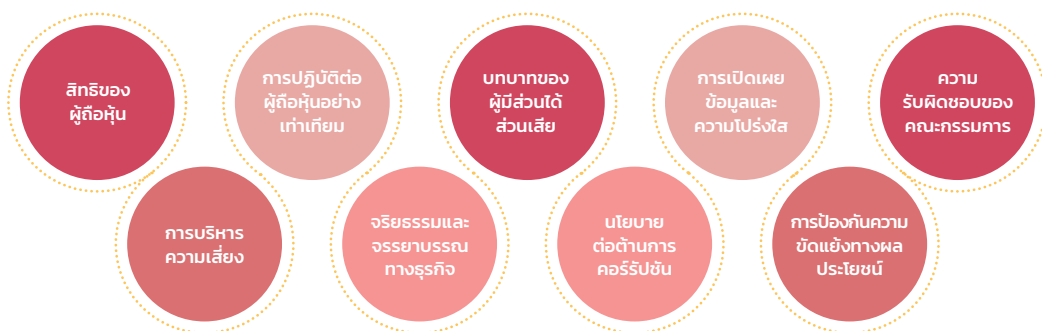 สิทธิของ
ผู้ถือหุ้น
การปฏิบัติต่อ
ผู้ถือหุ้นอย่าง
เท่าเทียม
บทบาทของ
ผู้มีส่วนได้
ส่วนเสีย
การเปิดเผย
ข้อมูลและ
ความโปร่งใส
ความ
รับผิดชอบของ
คณะกรรมการ
การบริหาร
ความเสี่ยง
จริยธรรมและ
จรรยาบรรณ
ทางธุรกิจ
นโยบาย
ต่อต้านการ
คอร์รัปชัน
การป้องกันความ
ขัดแย้งทางผล
ประโยชน์